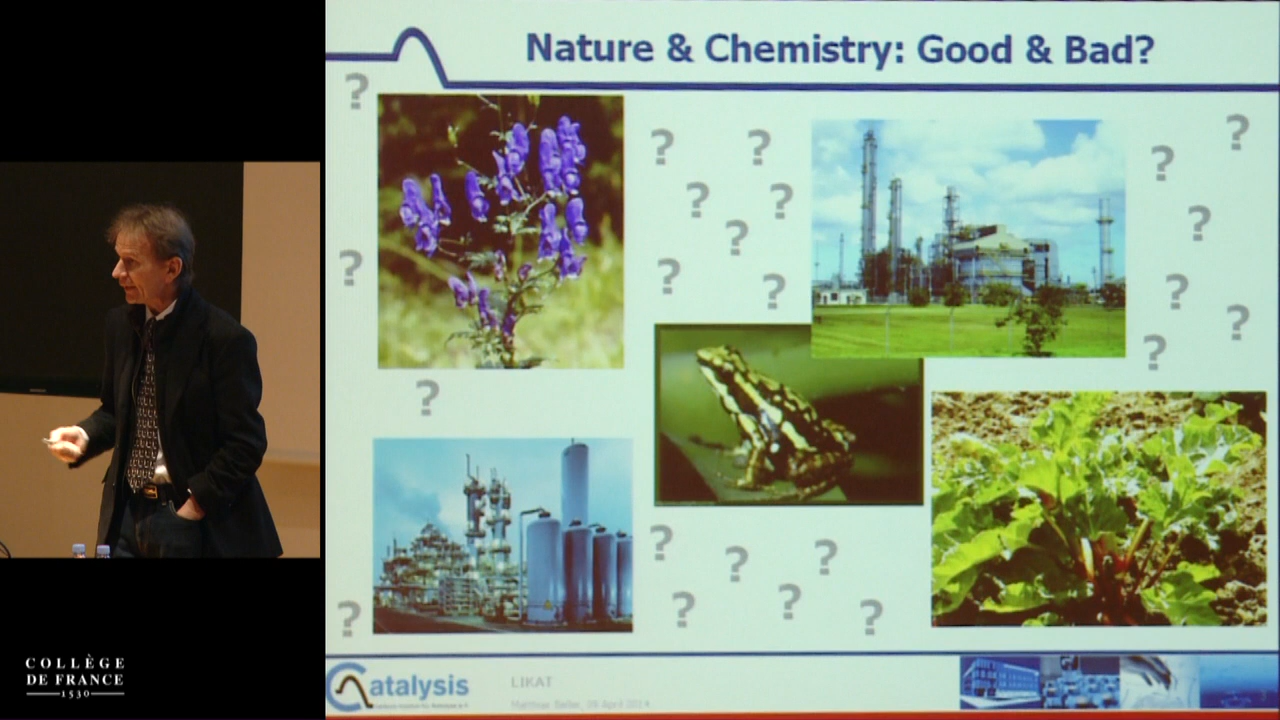 Nature & Chemistry: Good & Bad?
? ? ? ? ? ? ? ? ? ? ? ? ? ? ? ? ? ? ? ? ? ? ? ?
atalysis
LIKAT
COLLÈGE
DE FRANCE
1530